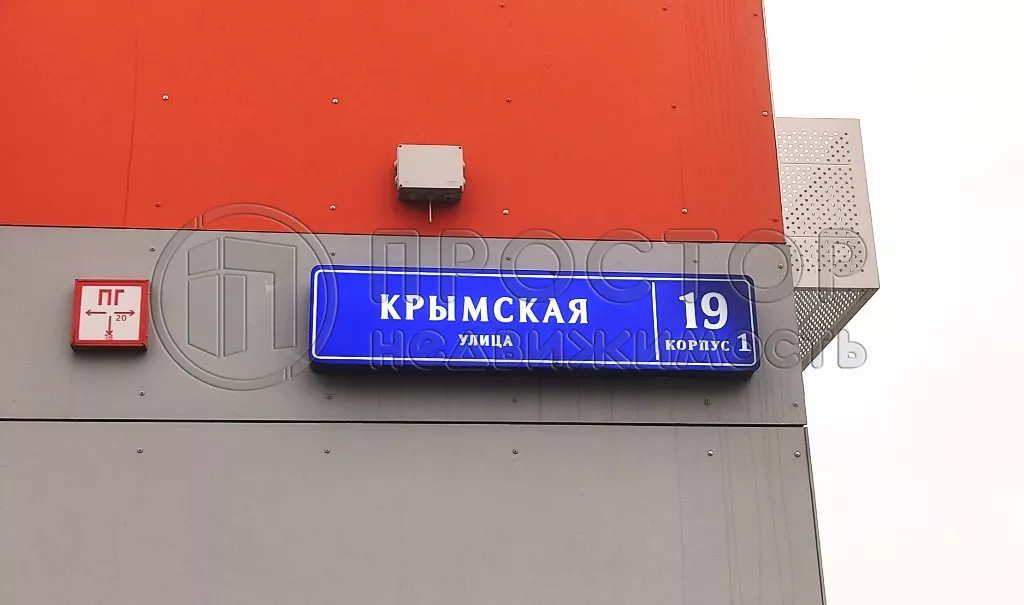 ПРОСТОР
недвижимость
ПГ
20
КРЫМСКАЯ
УЛИЦА
19
КОРПУС 1